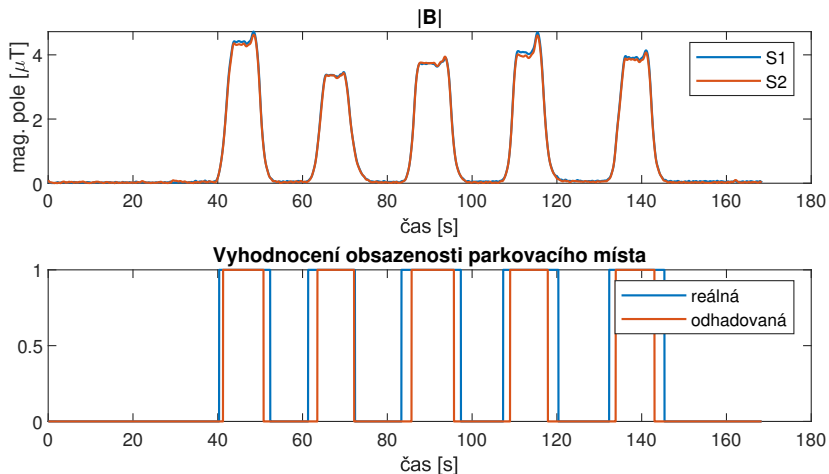 |B|
mag. pole [μT]
4
2
0
S1
S2
0 20 40 60 80 100 120 140 160 180
čas [s]
Vyhodnocení obsazenosti parkovacího místa
1
0.5
0
reálná
odhadovaná
0 20 40 60 80 100 120 140 160 180
čas [s]